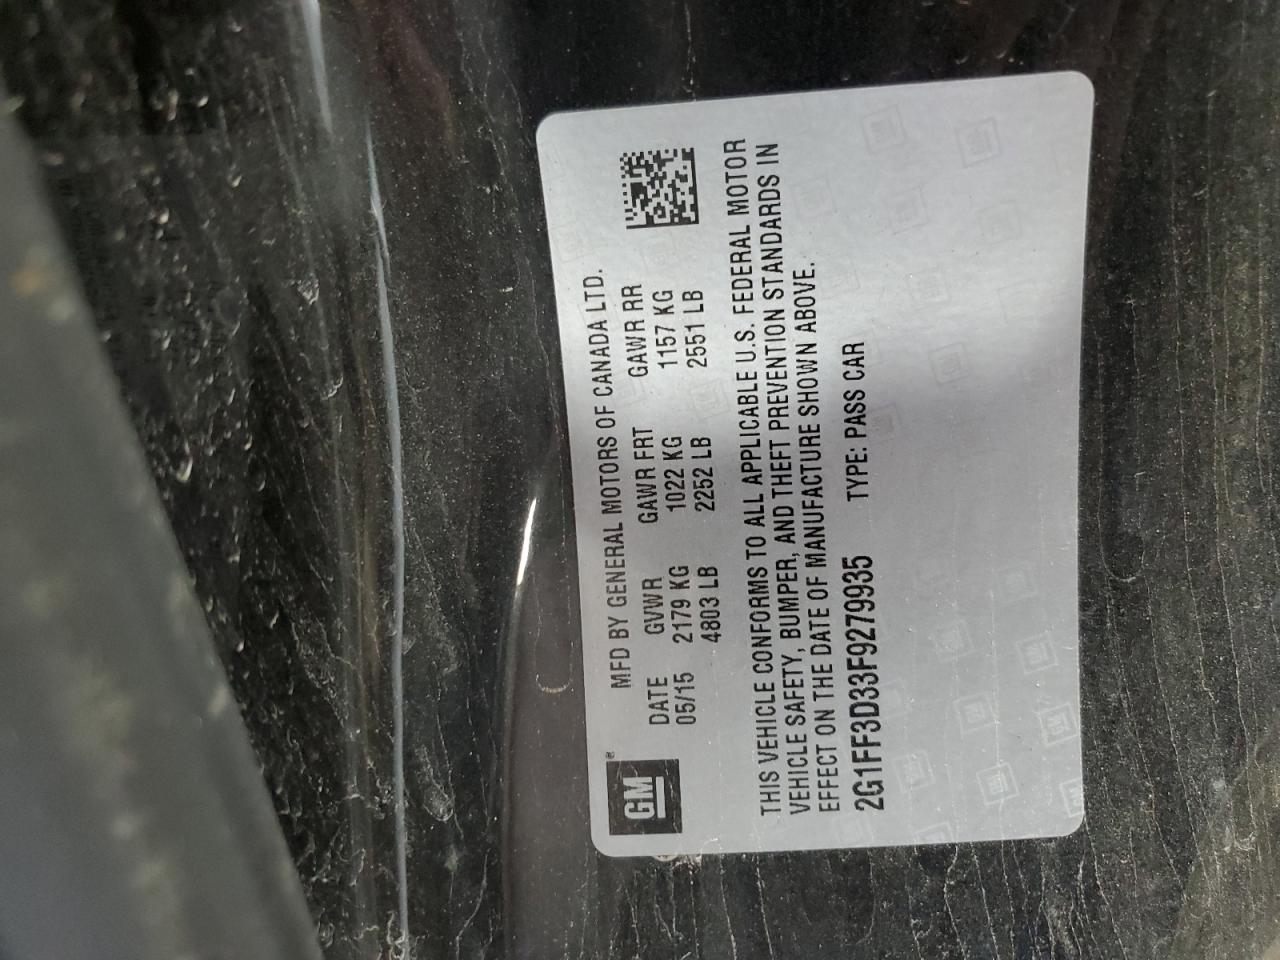 GM®
MFD BY GENERAL MOTORS OF CANADA LTD.
DATE GVWR GAWR FRT GAWR RR
05/15 2179 KG 1022 KG 1157 KG
4803 LB 2252 LB 2551 LB
THIS VEHICLE CONFORMS TO ALL APPLICABLE U.S. FEDERAL MOTOR
VEHICLE SAFETY, BUMPER, AND THEFT PREVENTION STANDARDS IN
EFFECT ON THE DATE OF MANUFACTURE SHOWN ABOVE.
2G1FF3D33F9279935 TYPE: PASS CAR